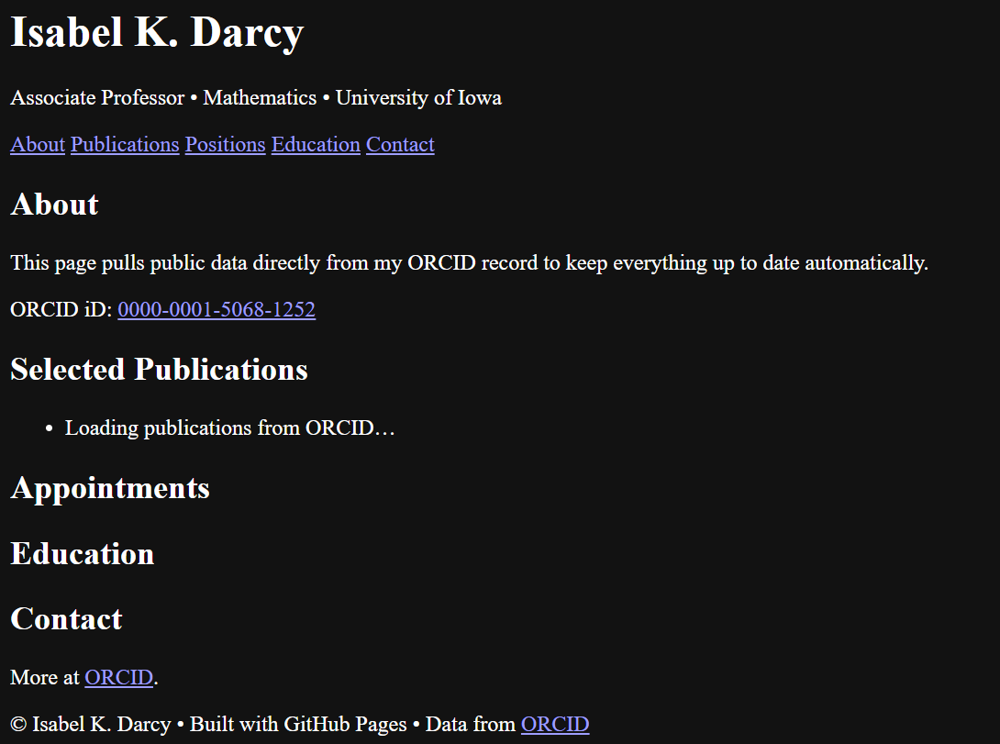 Isabel K. Darcy
Associate Professor • Mathematics • University of Iowa
About Publications Positions Education Contact
About
This page pulls public data directly from my ORCID record to keep everything up to date automatically.
ORCID iD: 0000-0001-5068-1252
Selected Publications
• Loading publications from ORCID…
Appointments
Education
Contact
More at ORCID.
© Isabel K. Darcy • Built with GitHub Pages • Data from ORCID